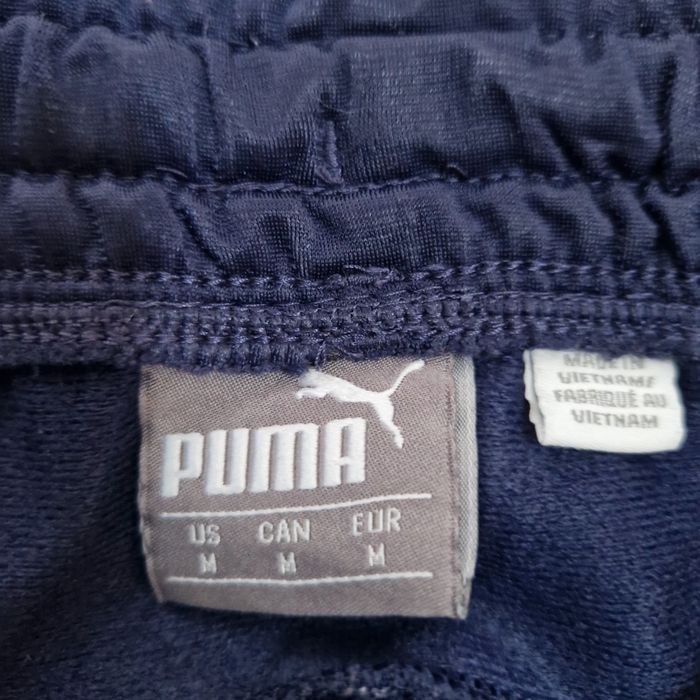 PUMA
US CAN EUR
M M M
MADE IN
VIETNAM/
FABRIQUÉ AU
VIETNAM